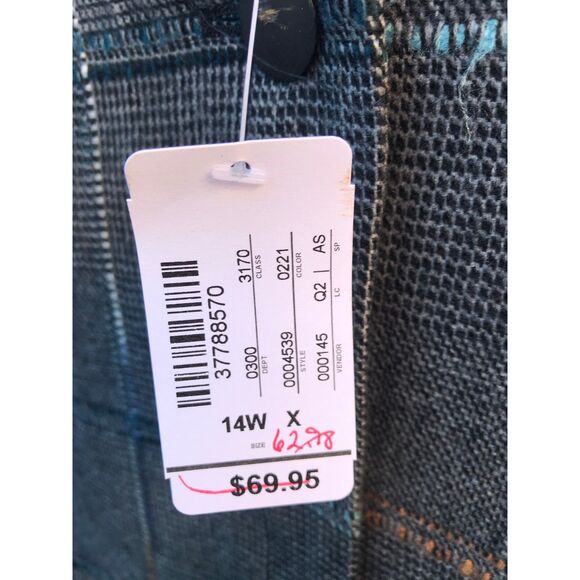 37788570
3170
CLASS
0300
DEPT
0221
COLOR
0004539
STYLE
AS
SP
Q2
LC
000145
VENDOR
14W X
SIZE
62.98
$69.95